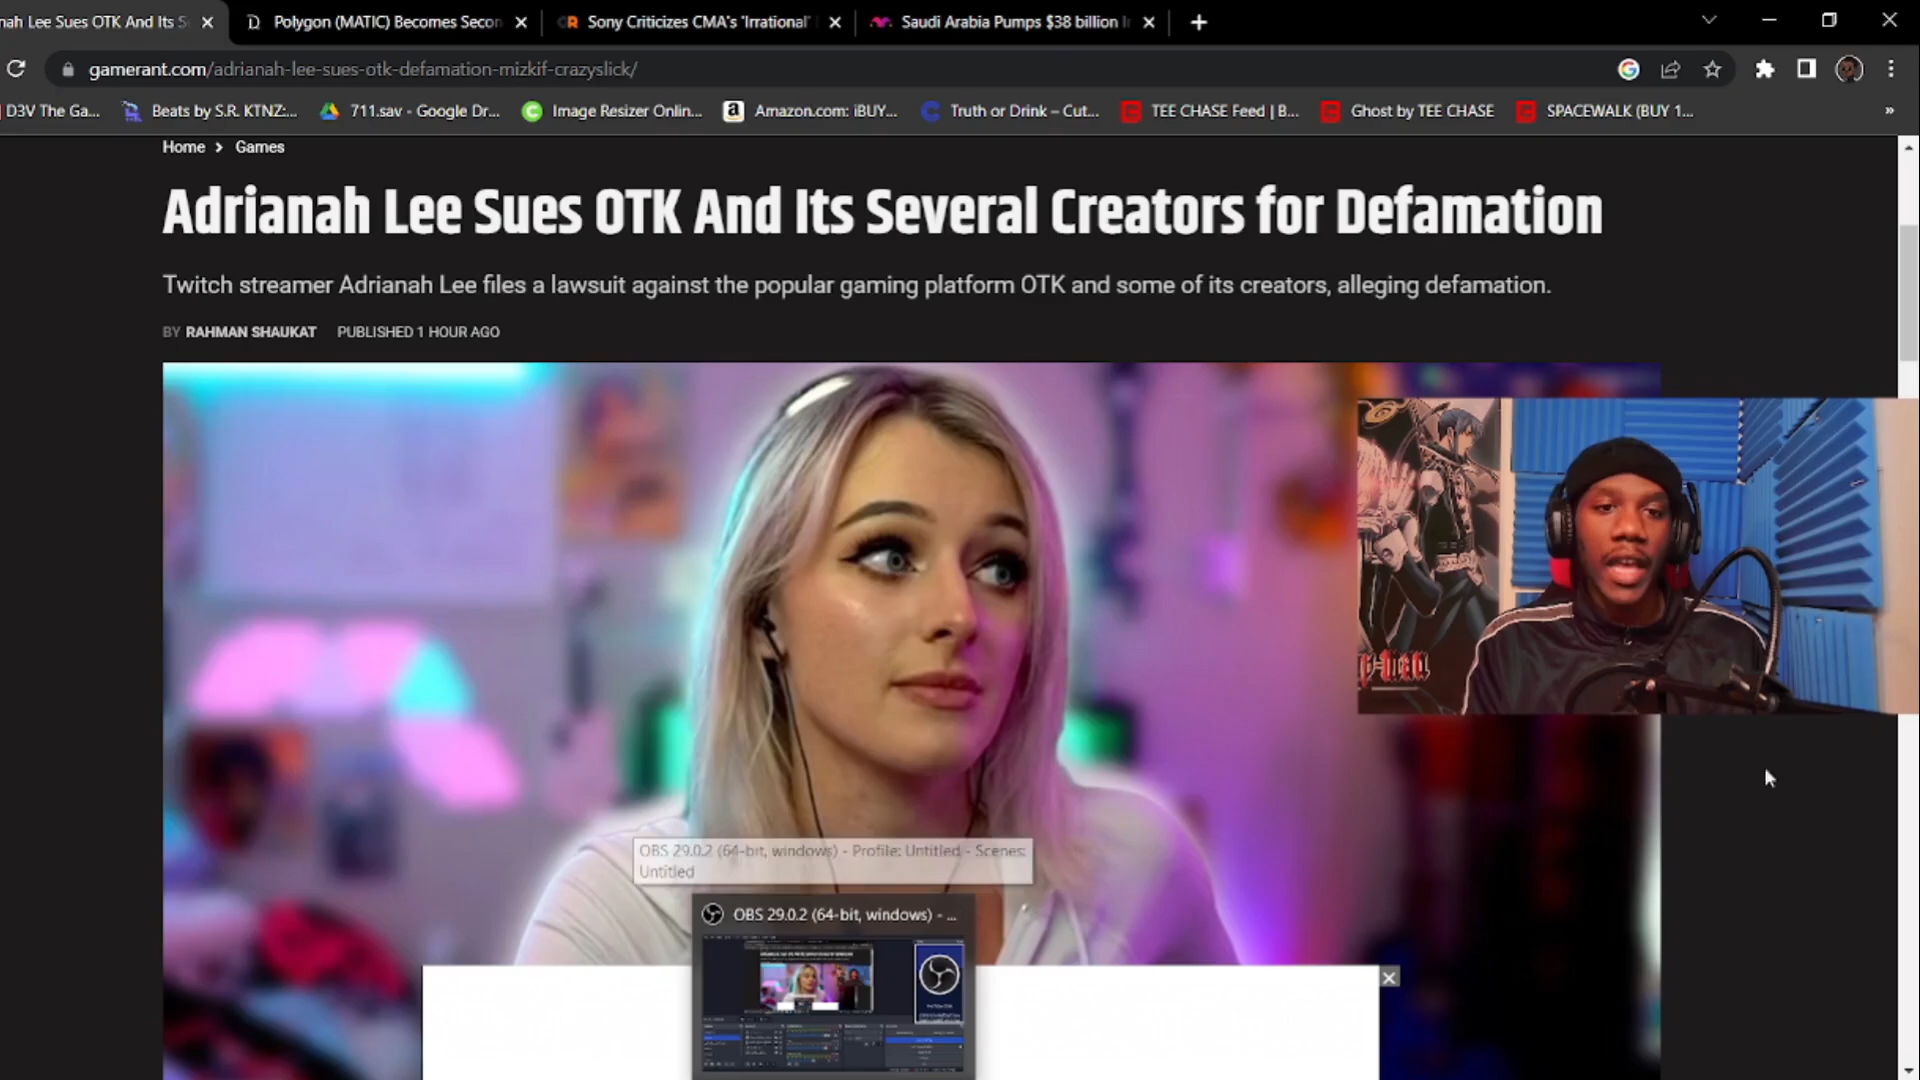 nah Lee Sues OTK And Its S
Polygon (MATIC) Becomes Secon
Sony Criticizes CMA's 'Irrational'
Saudi Arabia Pumps $38 billion I
gamerant.com/adrianah-lee-sues-otk-defamation-mizkif-crazyslick/
D3V The Ga...
Beats by S.R. KTNZ:...
711.sav - Google Dr...
Image Resizer Onlin...
Amazon.com: iBUY...
Truth or Drink – Cut...
TEE CHASE Feed | B...
Ghost by TEE CHASE
SPACEWALK (BUY 1...
Home > Games
Adrianah Lee Sues OTK And Its Several Creators for Defamation
Twitch streamer Adrianah Lee files a lawsuit against the popular gaming platform OTK and some of its creators, alleging defamation.
BY RAHMAN SHAUKAT PUBLISHED 1 HOUR AGO
OBS 29.0.2 (64-bit, windows) - Profile: Untitled - Scenes:
Untitled
OBS 29.0.2 (64-bit, windows) - ...